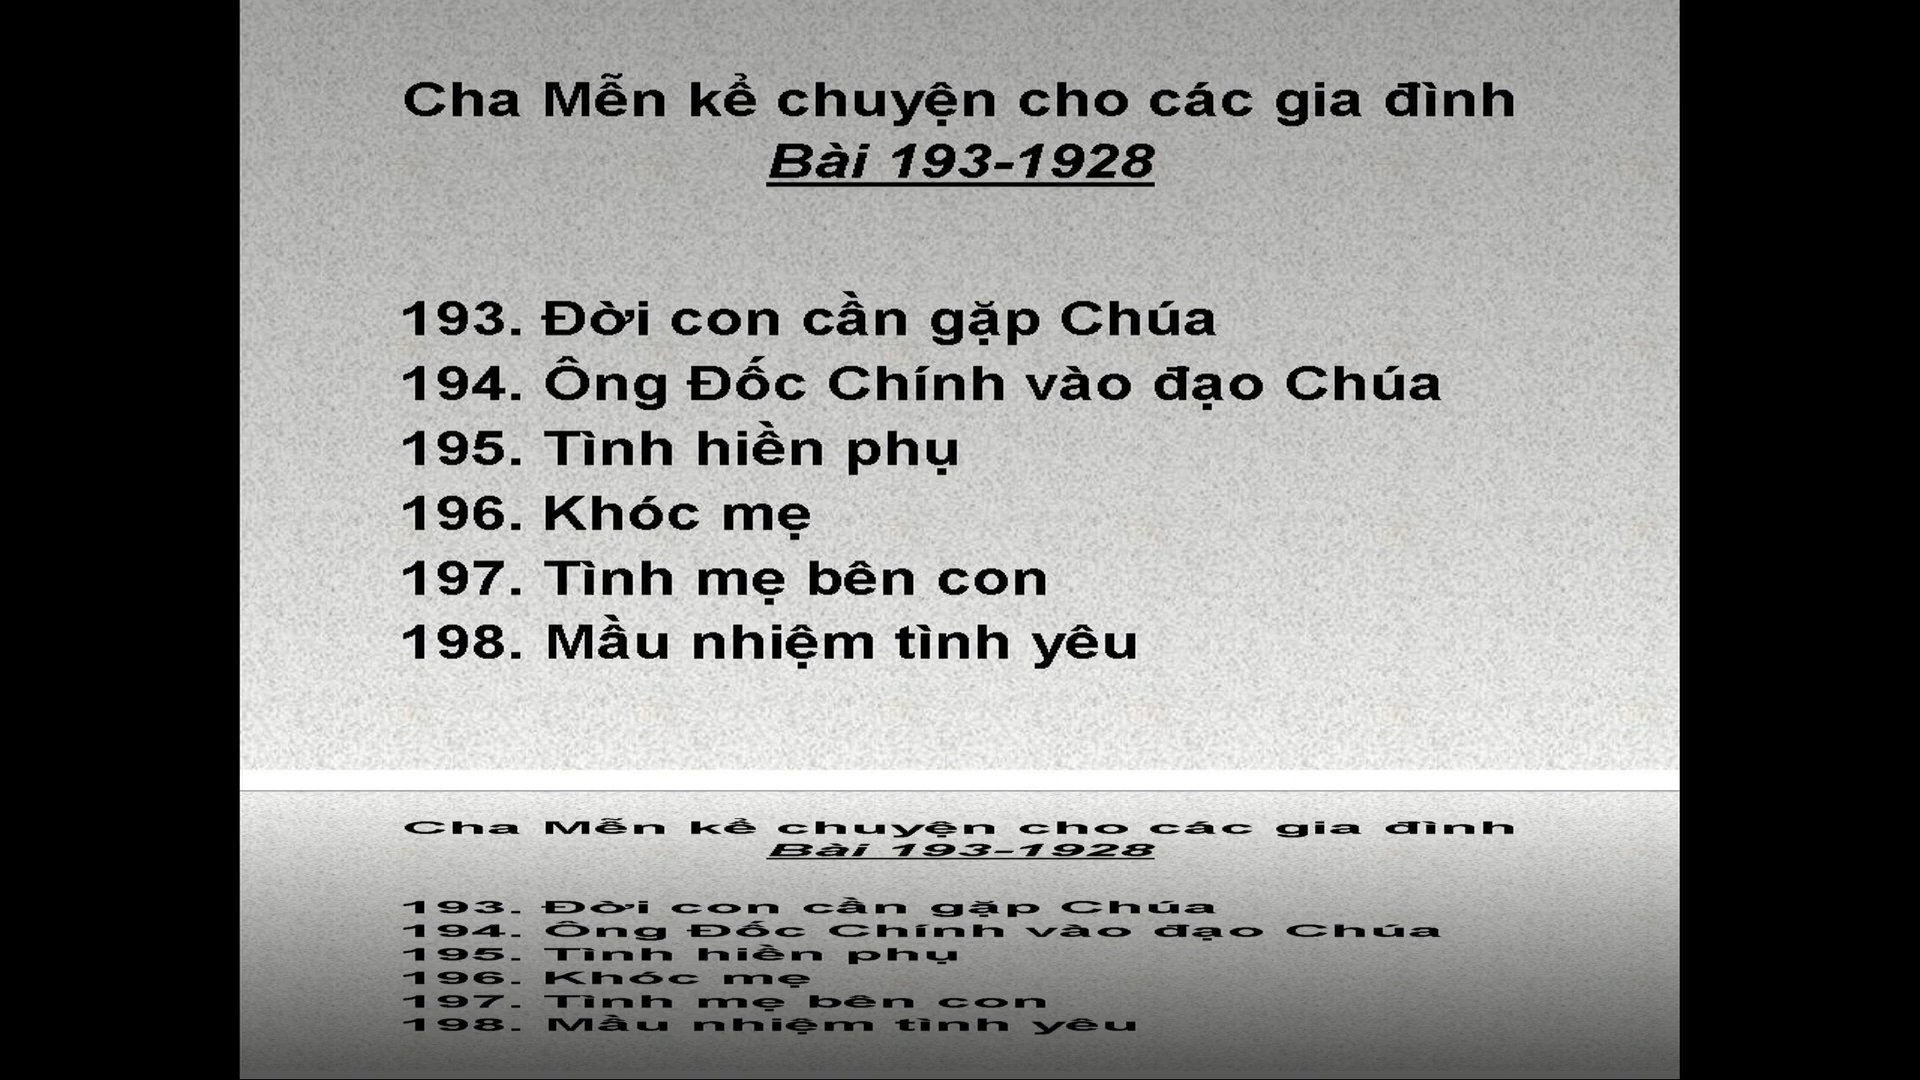 Cha Mễn kể chuyện cho các gia đình
Bài 193-1928
193. Đời con cần gặp Chúa
194. Ông Đốc Chính vào đạo Chúa
195. Tình hiền phụ
196. Khóc mẹ
197. Tình mẹ bên con
198. Mầu nhiệm tình yêu
Cha Mễn kể chuyện cho các gia đình
Bài 193-1928
193. Đời con cần gặp Chúa
194. Ông Đốc Chính vào đạo Chúa
195. Tình hiền phụ
196. Khóc mẹ
197. Tình mẹ bên con
198. Mầu nhiệm tình yêu